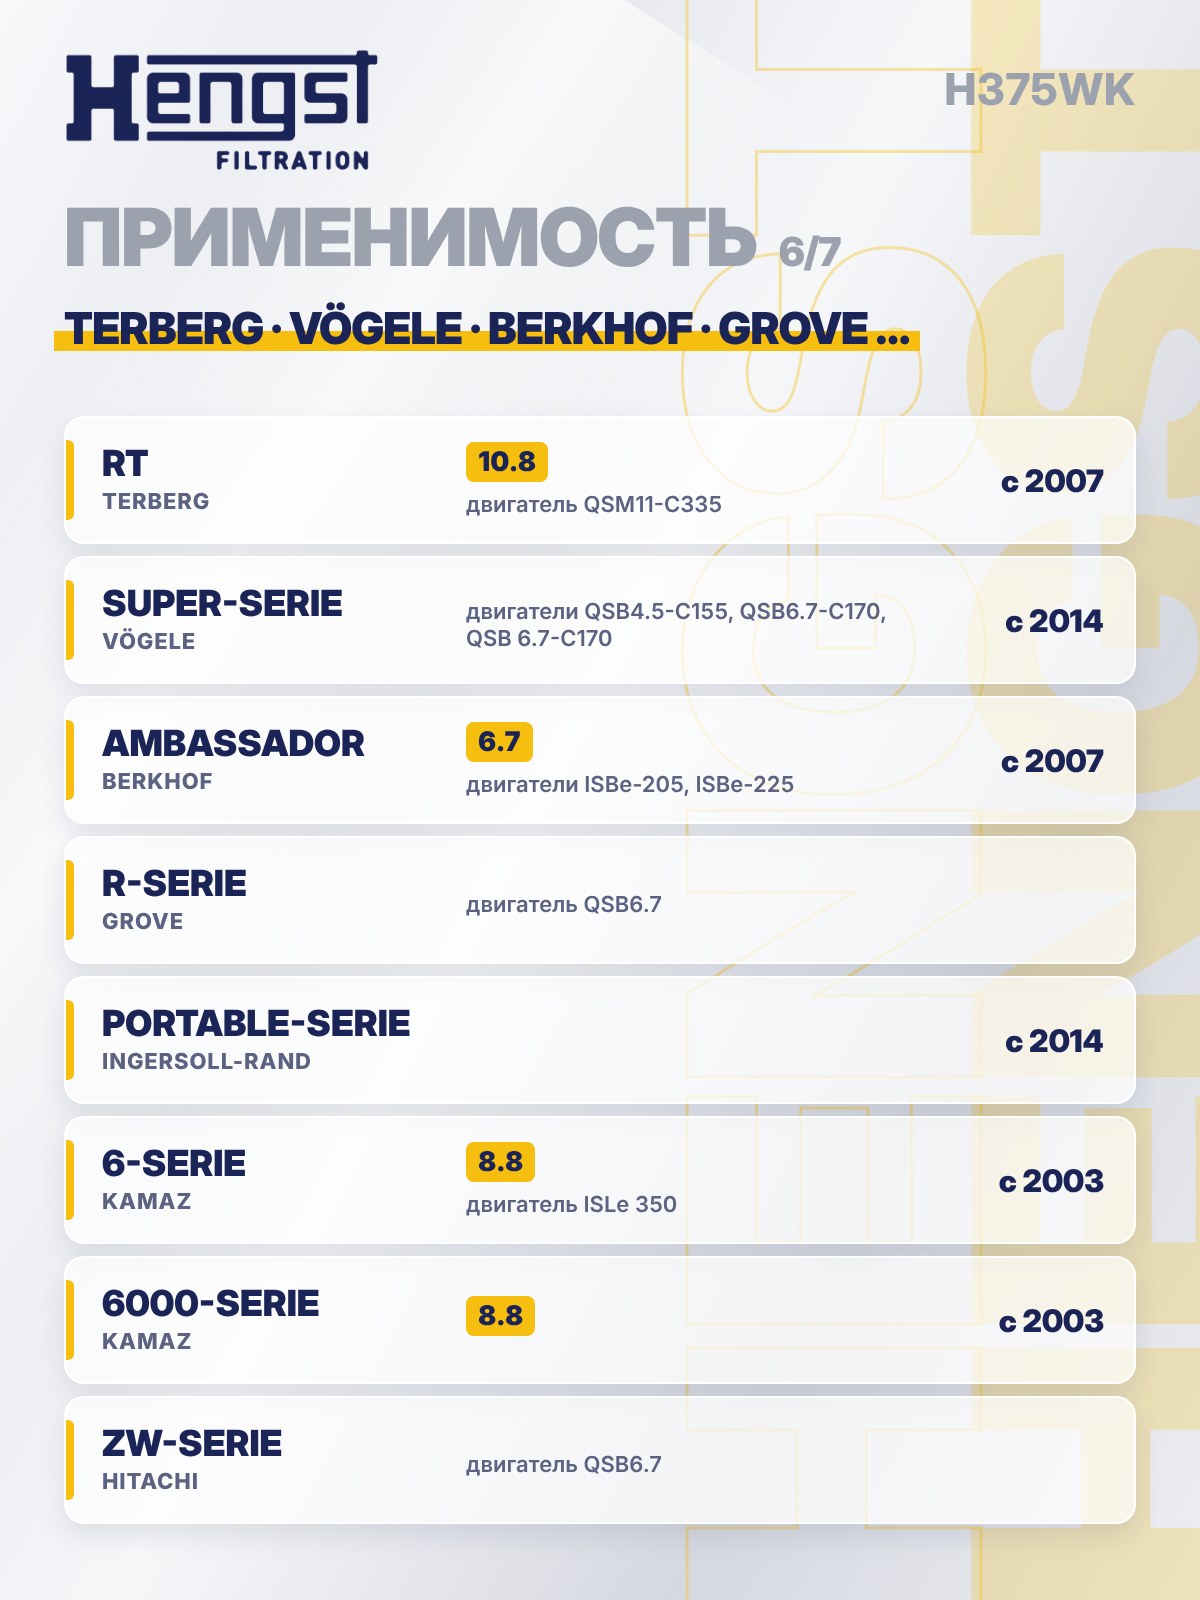 Hengst
FILTRATION
H375WK
ПРИМЕНИМОСТЬ 6/7
TERBERG · VÖGELE · BERKHOF · GROVE ...
RT
TERBERG
10.8
двигатель QSM11-C335
с 2007
SUPER-SERIE
VÖGELE
двигатели QSB4.5-C155, QSB6.7-C170,
QSB 6.7-C170
с 2014
AMBASSADOR
BERKHOF
6.7
двигатели ISBe-205, ISBe-225
с 2007
R-SERIE
GROVE
двигатель QSB6.7
PORTABLE-SERIE
INGERSOLL-RAND
с 2014
6-SERIE
KAMAZ
8.8
двигатель ISLe 350
с 2003
6000-SERIE
KAMAZ
8.8
с 2003
ZW-SERIE
HITACHI
двигатель QSB6.7
HENGST
HENGST